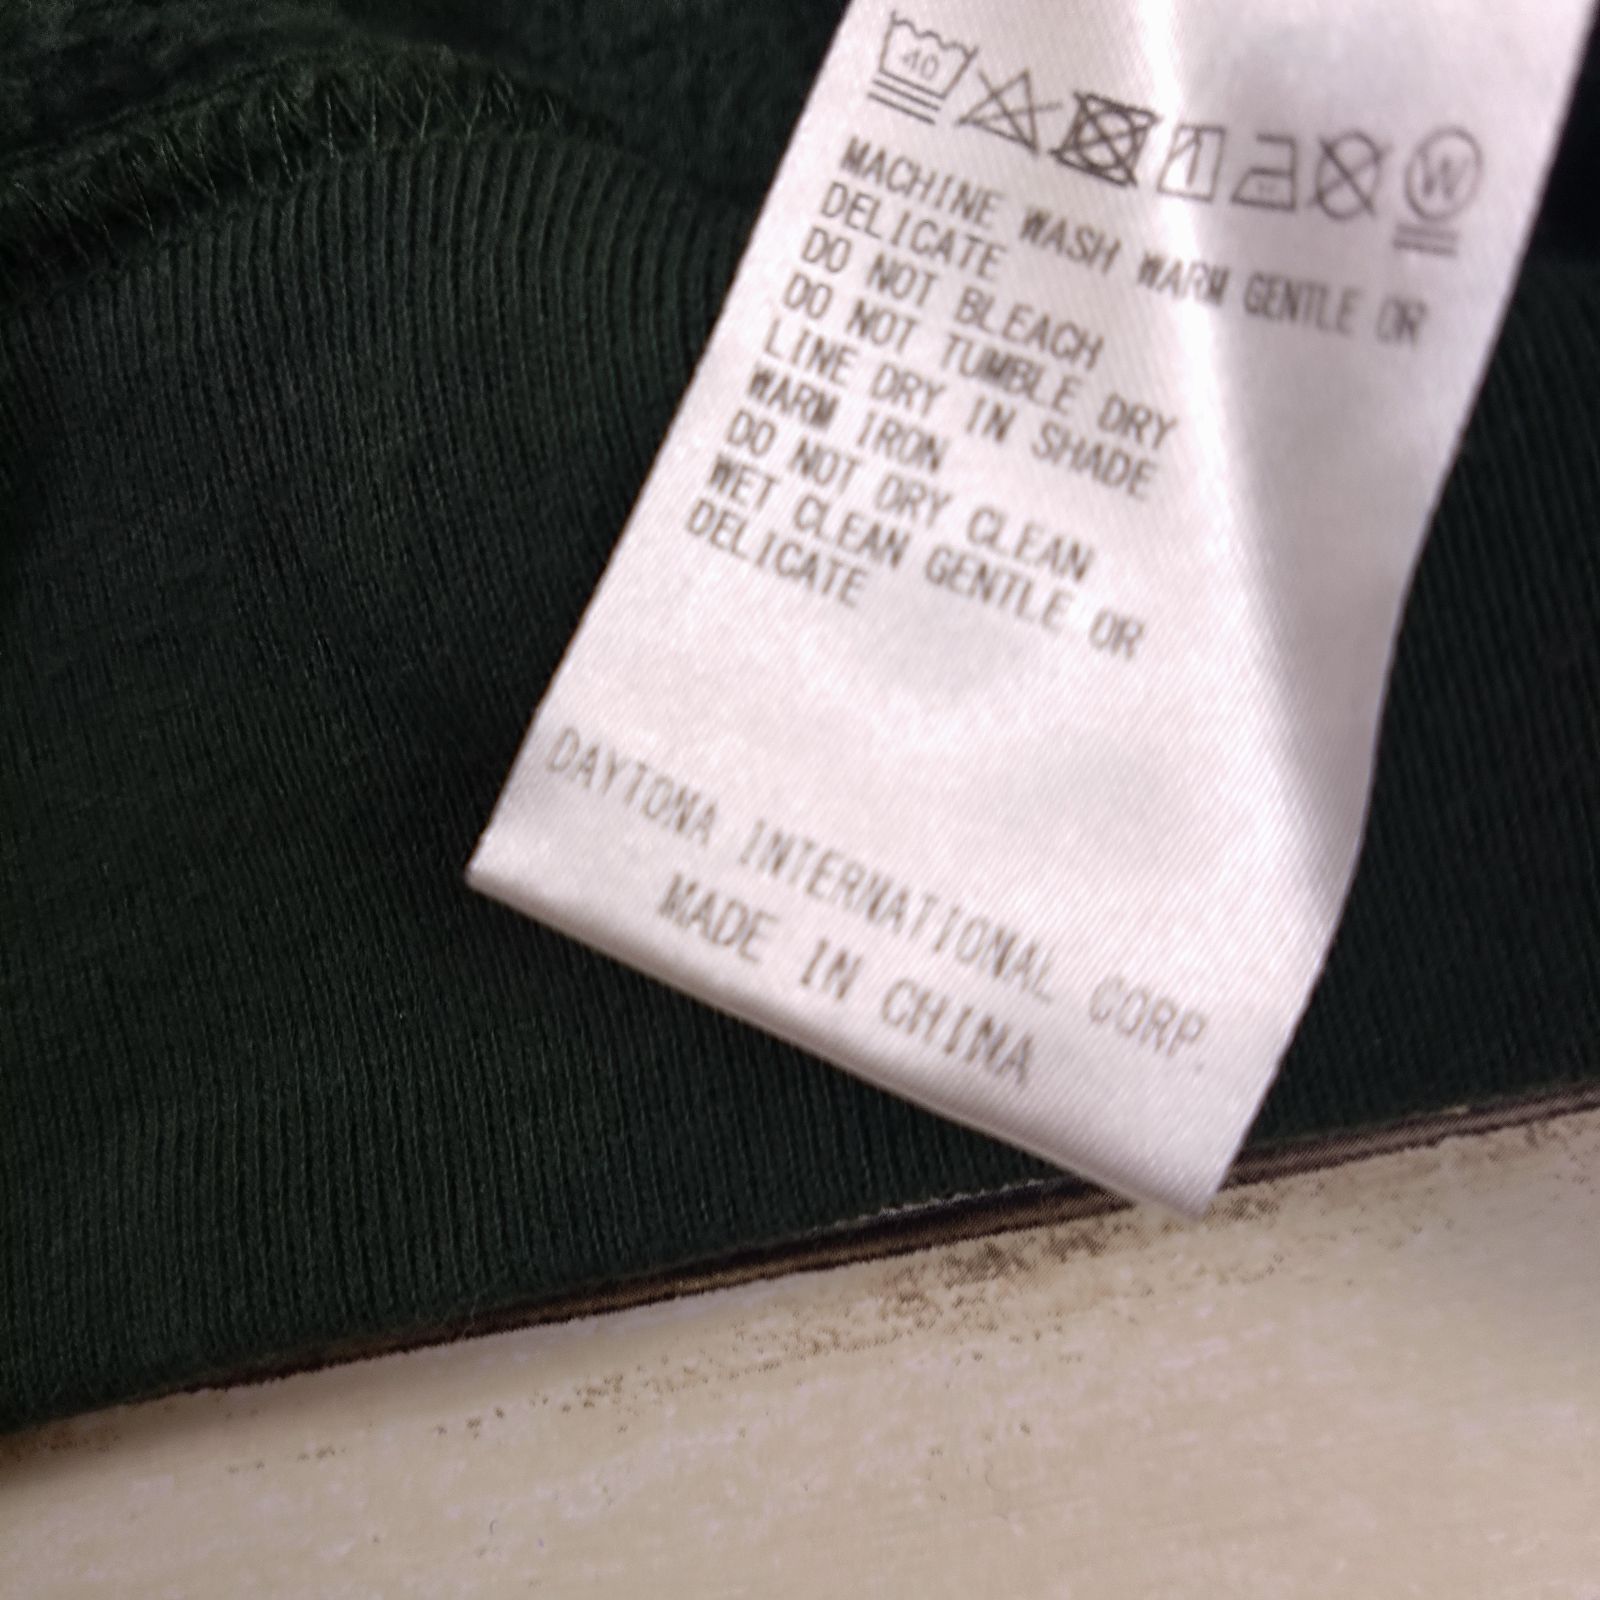 40
W
MACHINE WASH WARM GENTLE OR
DELICATE
DO NOT BLEACH
DO NOT TUMBLE DRY
LINE DRY IN SHADE
WARM IRON
DO NOT DRY CLEAN
WET CLEAN GENTLE OR
DELICATE
DAYTONA INTERNATIONAL CORP.
MADE IN CHINA